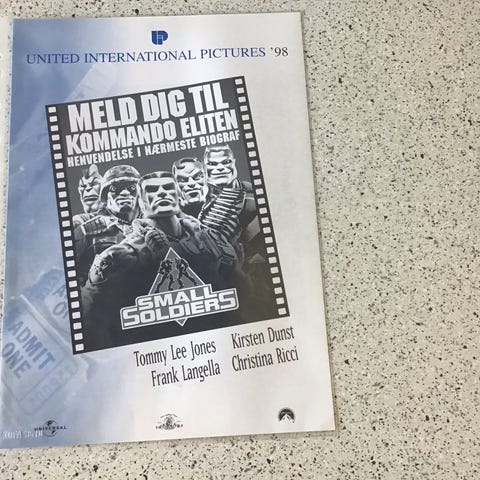 UNITED INTERNATIONAL PICTURES '98
MELD DIG TIL
KOMMANDO ELITEN
HENVENDELSE I NÆRMESTE BIOGRAF
SMALL
SOLDIERS
Tommy Lee Jones Kirsten Dunst
Frank Langella Christina Ricci
ADMIT
ONE
UNIVERSAL